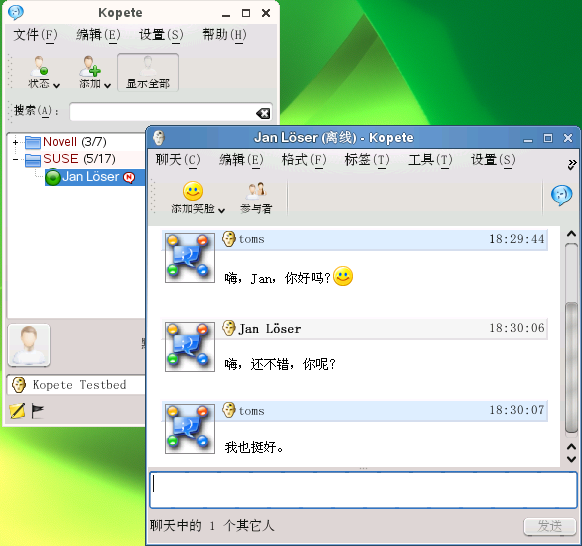 Kopete
文件(F) 编辑(E) 设置(S) 帮助(H)
状态 添加 显示全部
搜索(A):
Novell (3/7)
SUSE (5/17)
Jan Löser
Kopete Testbed
Jan Löser (离线) - Kopete
聊天(C) 编辑(E) 格式(F) 标签(T) 工具(T) 设置(S)
添加笑脸 参与者
toms 18:29:44
嗨，Jan，你好吗？
Jan Löser 18:30:06
嗨，还不错，你呢？
toms 18:30:07
我也挺好。
聊天中的 1 个其它人
发送